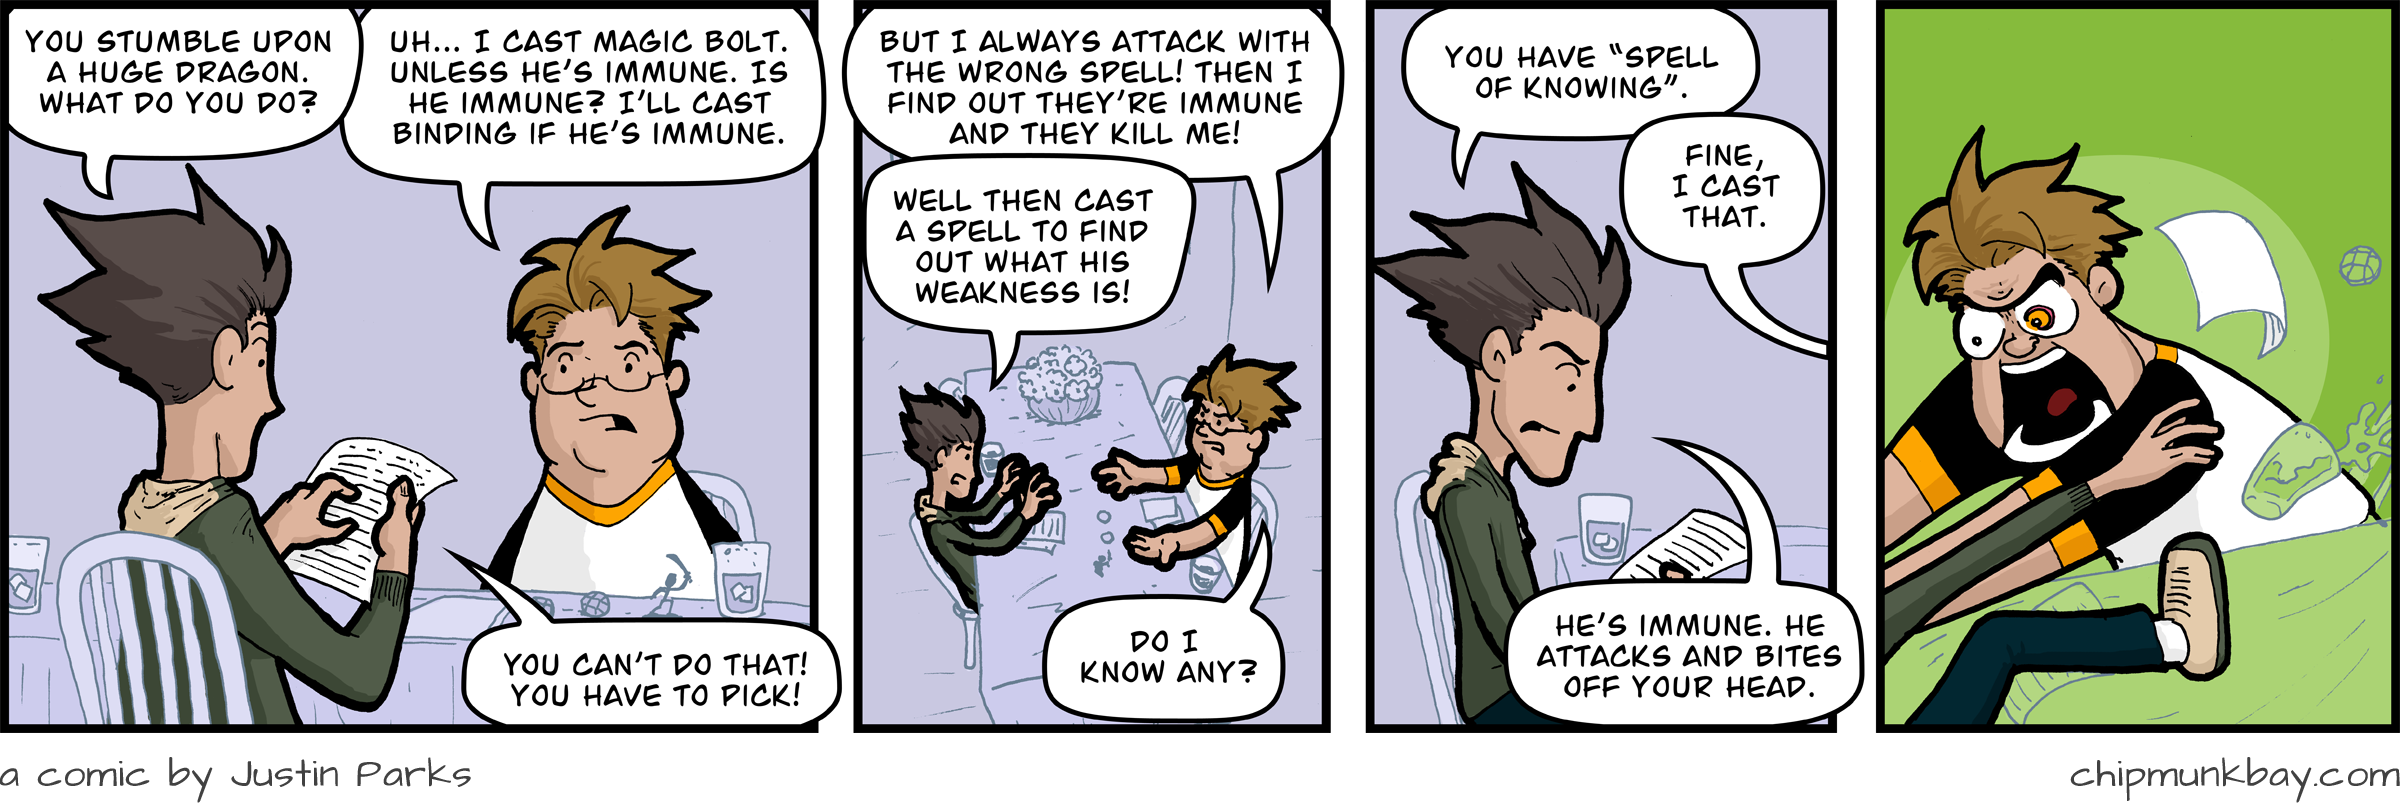 YOU STUMBLE UPON
A HUGE DRAGON.
WHAT DO YOU DO?
UH... I CAST MAGIC BOLT.
UNLESS HE'S IMMUNE. IS
HE IMMUNE? I'LL CAST
BINDING IF HE'S IMMUNE.
YOU CAN'T DO THAT!
YOU HAVE TO PICK!
BUT I ALWAYS ATTACK WITH
THE WRONG SPELL! THEN I
FIND OUT THEY'RE IMMUNE
AND THEY KILL ME!
WELL THEN CAST
A SPELL TO FIND
OUT WHAT HIS
WEAKNESS IS!
DO I
KNOW ANY?
YOU HAVE "SPELL
OF KNOWING".
FINE,
I CAST
THAT.
HE'S IMMUNE. HE
ATTACKS AND BITES
OFF YOUR HEAD.
a comic by Justin Parks
chipmunkbay.com